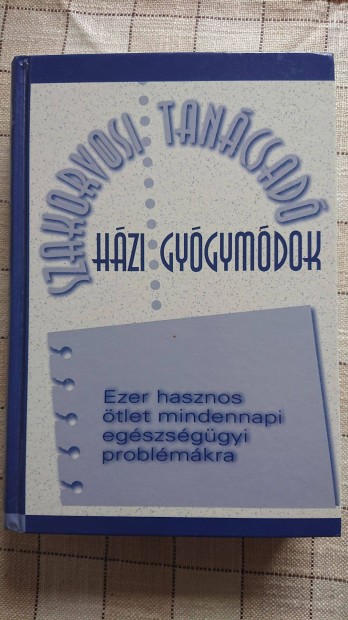 SZAKORVOSI TANÁCSADÓ
HÁZI GYÓGYMÓDOK
Ezer hasznos
ötlet mindennapi
egészségügyi
problémákra